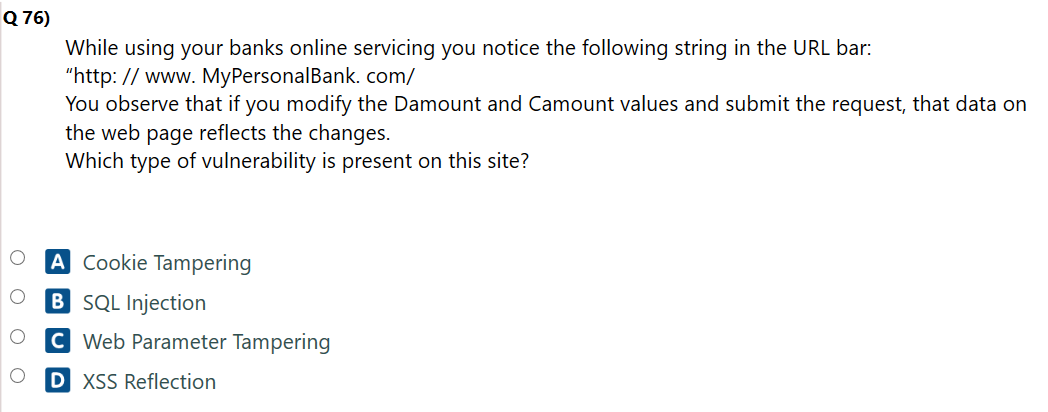 Q 76)
While using your banks online servicing you notice the following string in the URL bar:
"http: // www. MyPersonalBank. com/
You observe that if you modify the Damount and Camount values and submit the request, that data on
the web page reflects the changes.
Which type of vulnerability is present on this site?
A Cookie Tampering
B SQL Injection
C Web Parameter Tampering
D XSS Reflection